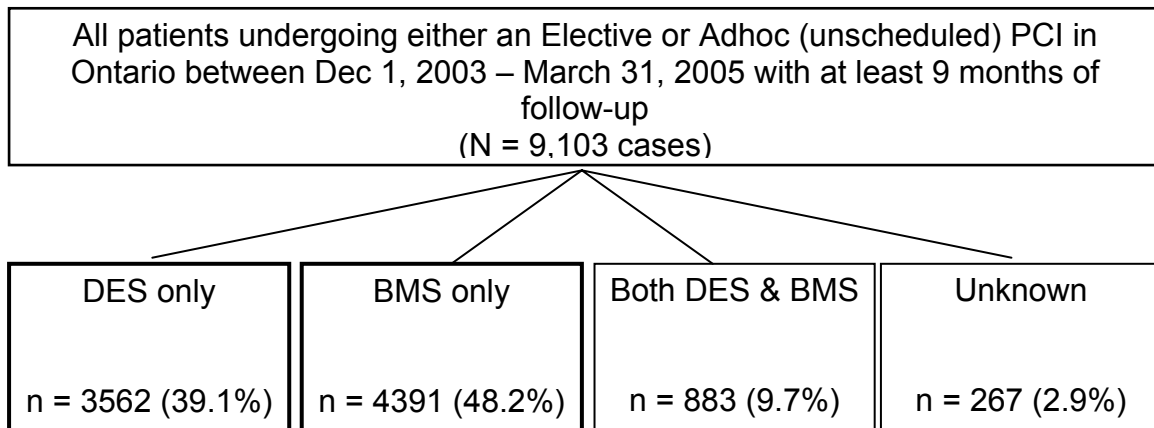 All patients undergoing either an Elective or Adhoc (unscheduled) PCI in
Ontario between Dec 1, 2003 – March 31, 2005 with at least 9 months of
follow-up
(N = 9,103 cases)
DES only
n = 3562 (39.1%)
BMS only
n = 4391 (48.2%)
Both DES & BMS
n = 883 (9.7%)
Unknown
n = 267 (2.9%)